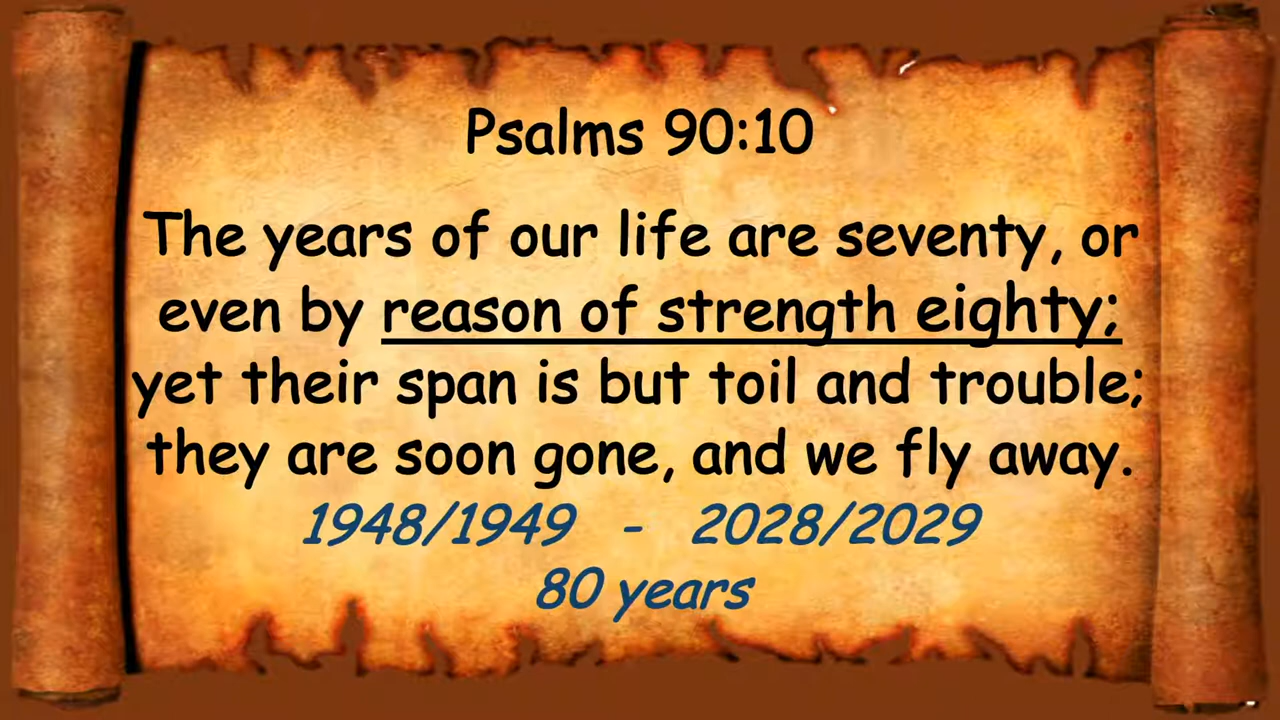 Psalms 90:10
The years of our life are seventy, or
even by reason of strength eighty;
yet their span is but toil and trouble;
they are soon gone, and we fly away.
1948/1949 - 2028/2029
80 years